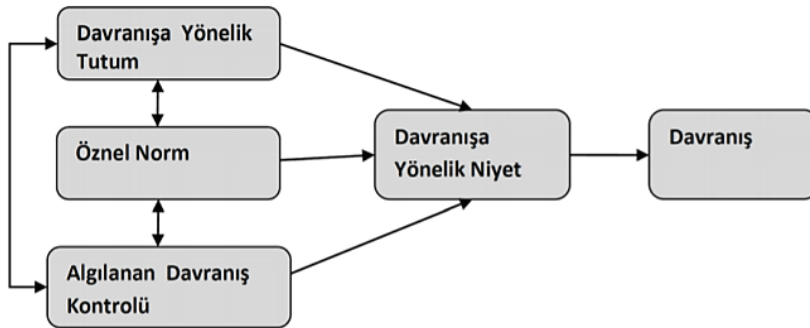 Davranışa Yönelik
Tutum
Öznel Norm
Algılanan Davranış
Kontrolü
Davranışa
Yönelik Niyet
Davranış